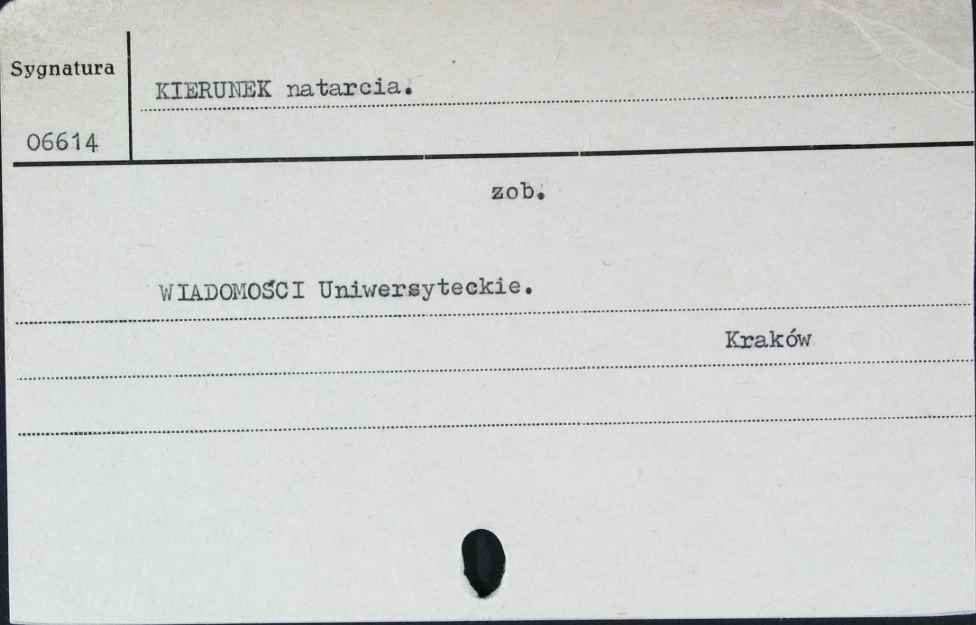 Sygnatura
KIERUNEK natarcia.
06614
zob.
WIADOMOŚCI Uniwersyteckie.
Kraków